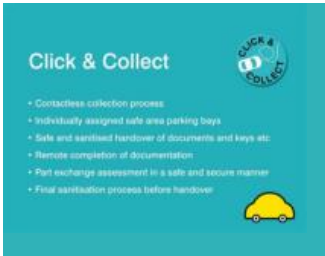 Click & Collect
CLICK &
COLLECT
• Contactless collection process
• Individually assigned safe area parking bays
• Safe and sanitised handover of documents and keys etc
• Remote completion of documentation
• Part exchange assessment in a safe and secure manner
• Final sanitisation process before handover